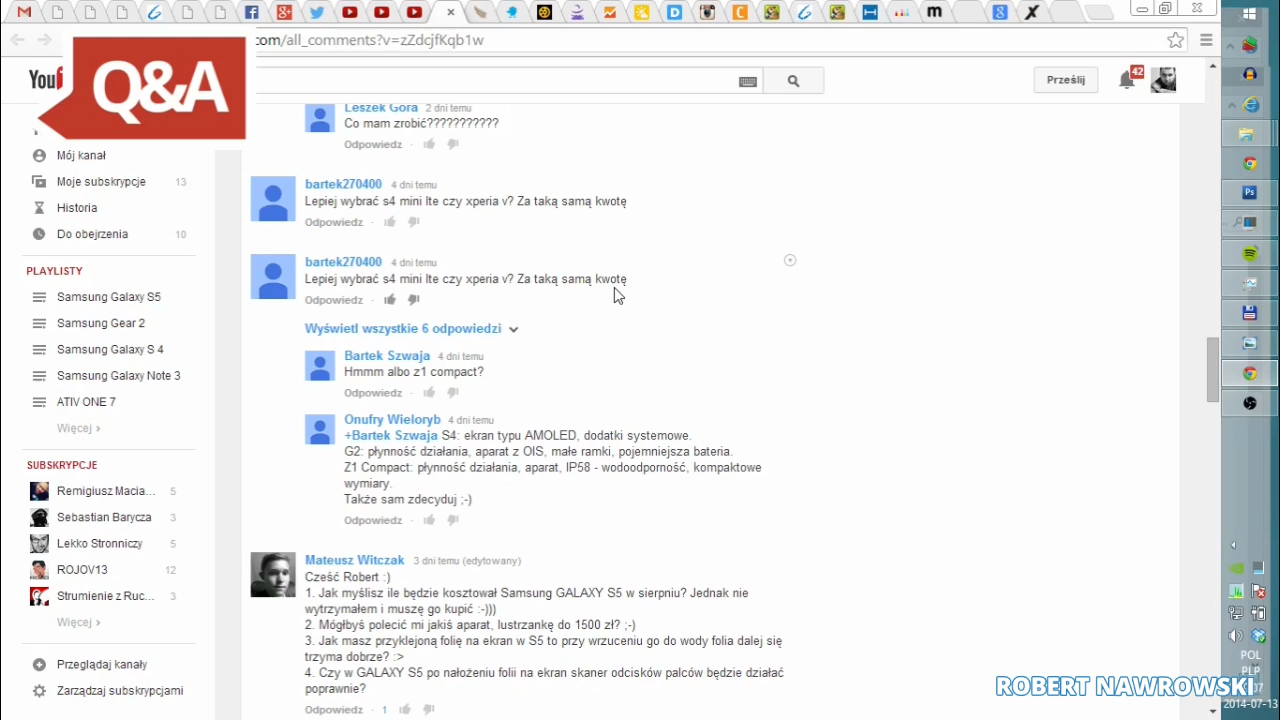 com/all_comments?v=zZdcjfKqb1w
You
Q&A
Prześlij
42
Mój kanał
Moje subskrypcje 13
Historia
Do obejrzenia 10
PLAYLISTY
Samsung Galaxy S5
Samsung Gear 2
Samsung Galaxy S 4
Samsung Galaxy Note 3
ATIV ONE 7
Więcej ›
SUBSKRYPCJE
Remigiusz Macia... 5
Sebastian Barycza 3
Lekko Stronniczy 5
ROJOV13 12
Strumienie z Ruc... 3
Więcej ›
Przeglądaj kanały
Zarządzaj subskrypcjami
Leszek Góra 2 dni temu
Co mam zrobić???????????
Odpowiedz ·
bartek270400 4 dni temu
Lepiej wybrać s4 mini lte czy xperia v? Za taką samą kwotę
Odpowiedz ·
bartek270400 4 dni temu
Lepiej wybrać s4 mini lte czy xperia v? Za taką samą kwotę
Odpowiedz ·
Wyświetl wszystkie 6 odpowiedzi
Bartek Szwaja 4 dni temu
Hmmm albo z1 compact?
Odpowiedz ·
Onufry Wieloryb 4 dni temu
+Bartek Szwaja S4: ekran typu AMOLED, dodatki systemowe.
G2: płynność działania, aparat z OIS, małe ramki, pojemniejsza bateria.
Z1 Compact: płynność działania, aparat, IP58 - wodoodporność, kompaktowe
wymiary.
Także sam zdecyduj ;-)
Odpowiedz ·
Mateusz Witczak 3 dni temu (edytowany)
Cześć Robert :)
1. Jak myślisz ile będzie kosztował Samsung GALAXY S5 w sierpniu? Jednak nie
wytrzymałem i muszę go kupić :-)))
2. Mógłbyś polecić mi jakiś aparat, lustrzankę do 1500 zł? ;-)
3. Jak masz przyklejoną folię na ekran w S5 to przy wrzuceniu go do wody folia dalej się
trzyma dobrze? :>
4. Czy w GALAXY S5 po nałożeniu folii na ekran skaner odcisków palców będzie działać
poprawnie?
Odpowiedz · 1
POL
PLP
ROBERT NAWROWSKI
2014-07-13